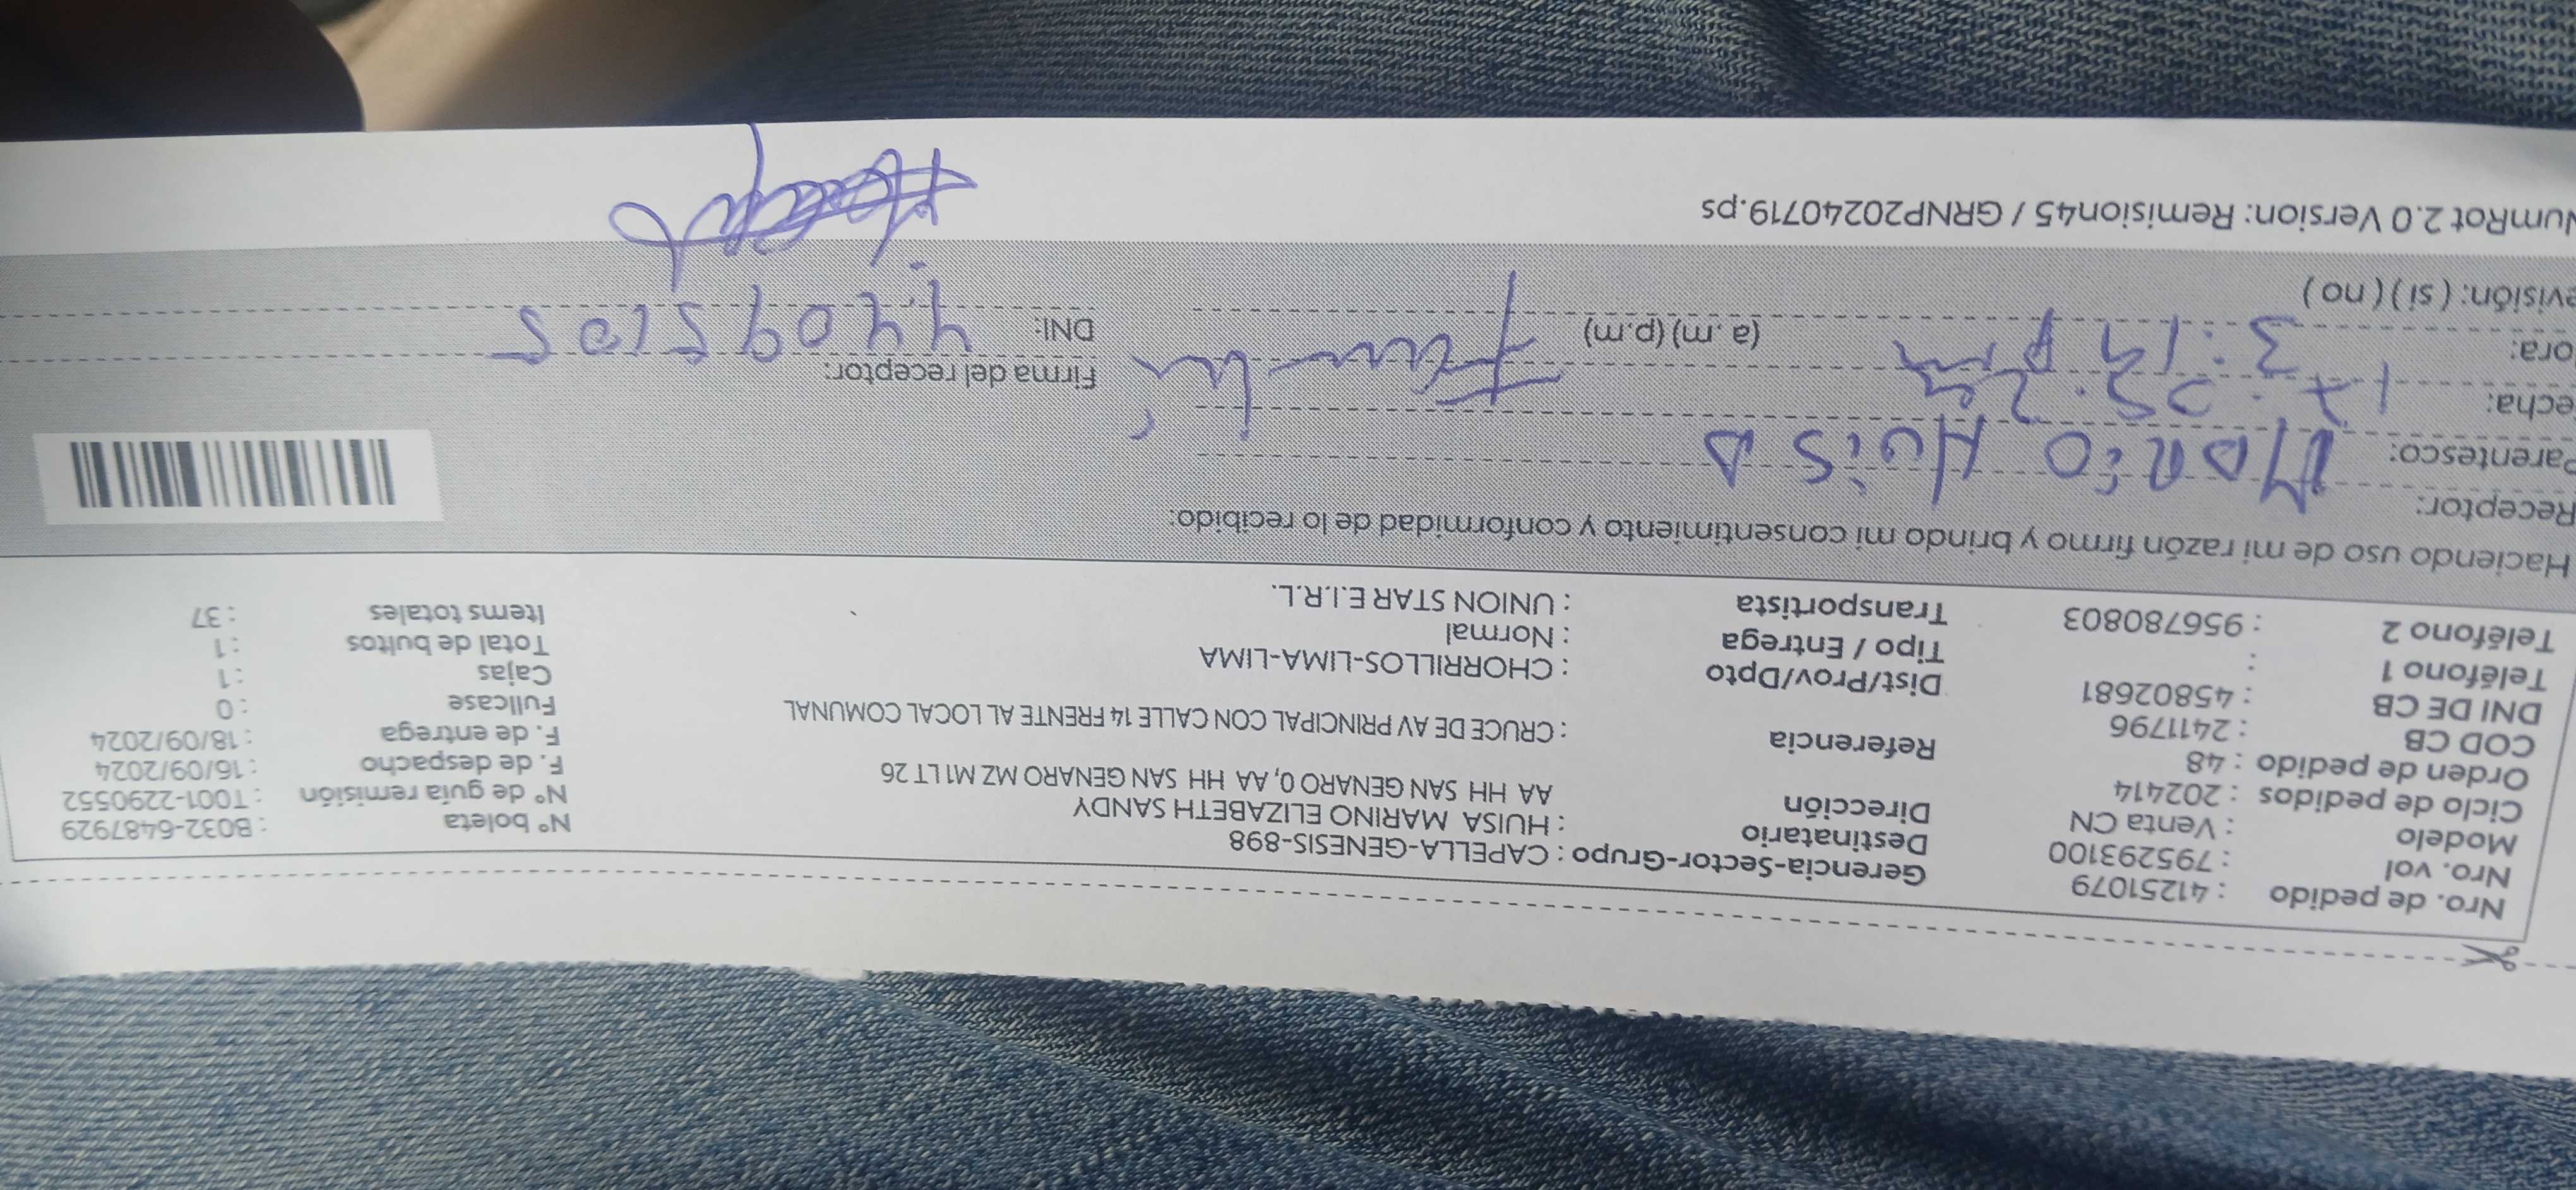 Nro. de pedido : 41251079
Nro. vol : 795293100
Modelo : Venta CN
Ciclo de pedidos : 202414
Orden de pedido : 48
COD CB : 2411796
DNI DE CB : 45802681
Teléfono 1 :
Teléfono 2 : 956780803
Gerencia-Sector-Grupo : CAPELLA-GENESIS-898
Destinatario : HUISA MARINO ELIZABETH SANDY
Dirección AA HH SAN GENARO 0, AA HH SAN GENARO MZ M1 LT 26
Referencia : CRUCE DE AV PRINCIPAL CON CALLE 14 FRENTE AL LOCAL COMUNAL
Dist/Prov/Dpto : CHORRILLOS-LIMA-LIMA
Tipo / Entrega : Normal
Transportista : UNION STAR E.I.R.L.
N° boleta : B032-6487929
N° de guía remisión : T001-2290552
F. de despacho : 16/09/2024
F. de entrega : 18/09/2024
Fullcase : 0
Cajas : 1
Total de bultos : 1
Items totales : 37
Haciendo uso de mi razón firmo y brindo mi consentimiento y conformidad de lo recibido:
Receptor:
Parentesco: Mario Huisa
echa: 17
ora: 3:19 pm (a.m) (p.m)
evisión: ( si ) ( no )
Firma del receptor:
DNI: 44095105
NumRot 2.0 Version: Remision45 / GRNP20240719.ps